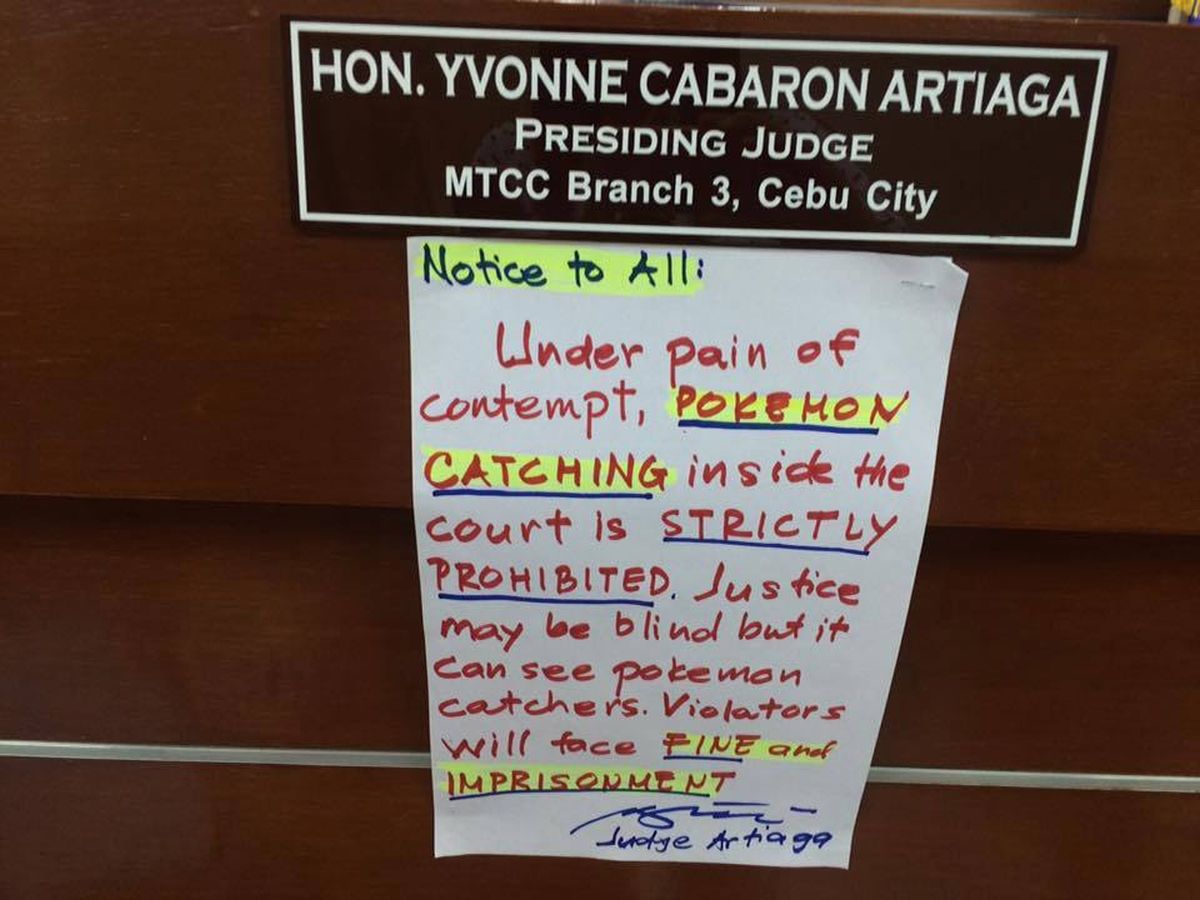 HON. YVONNE CABARON ARTIAGA
PRESIDING JUDGE
MTCC Branch 3, Cebu City
Notice to All:
Under pain of
contempt, POKEMON
CATCHING inside the
court is STRICTLY
PROHIBITED. Justice
may be blind but it
can see pokemon
catchers. Violators
will face FINE and
IMPRISONMENT
Judge Artiaga